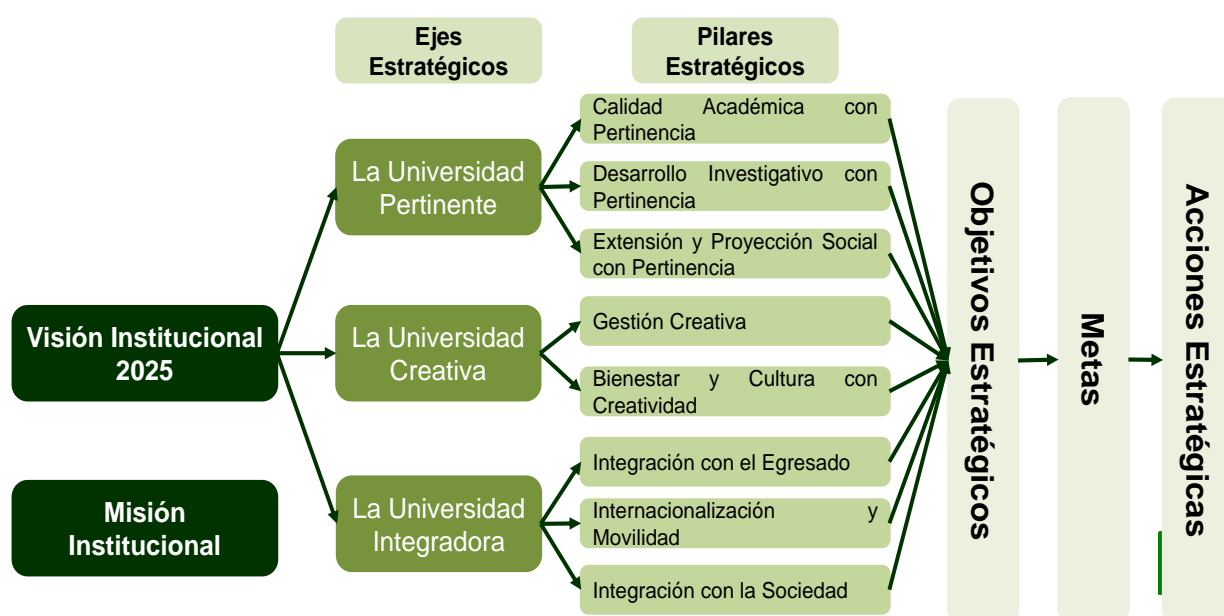 Ejes
Estratégicos
Pilares
Estratégicos
Visión Institucional
2025
Misión
Institucional
La Universidad
Pertinente
La Universidad
Creativa
La Universidad
Integradora
Calidad Académica con
Pertinencia
Desarrollo Investigativo con
Pertinencia
Extensión y Proyección Social
con Pertinencia
Gestión Creativa
Bienestar y Cultura con
Creatividad
Integración con el Egresado
Internacionalización y
Movilidad
Integración con la Sociedad
Objetivos Estratégicos
Metas
Acciones Estratégicas